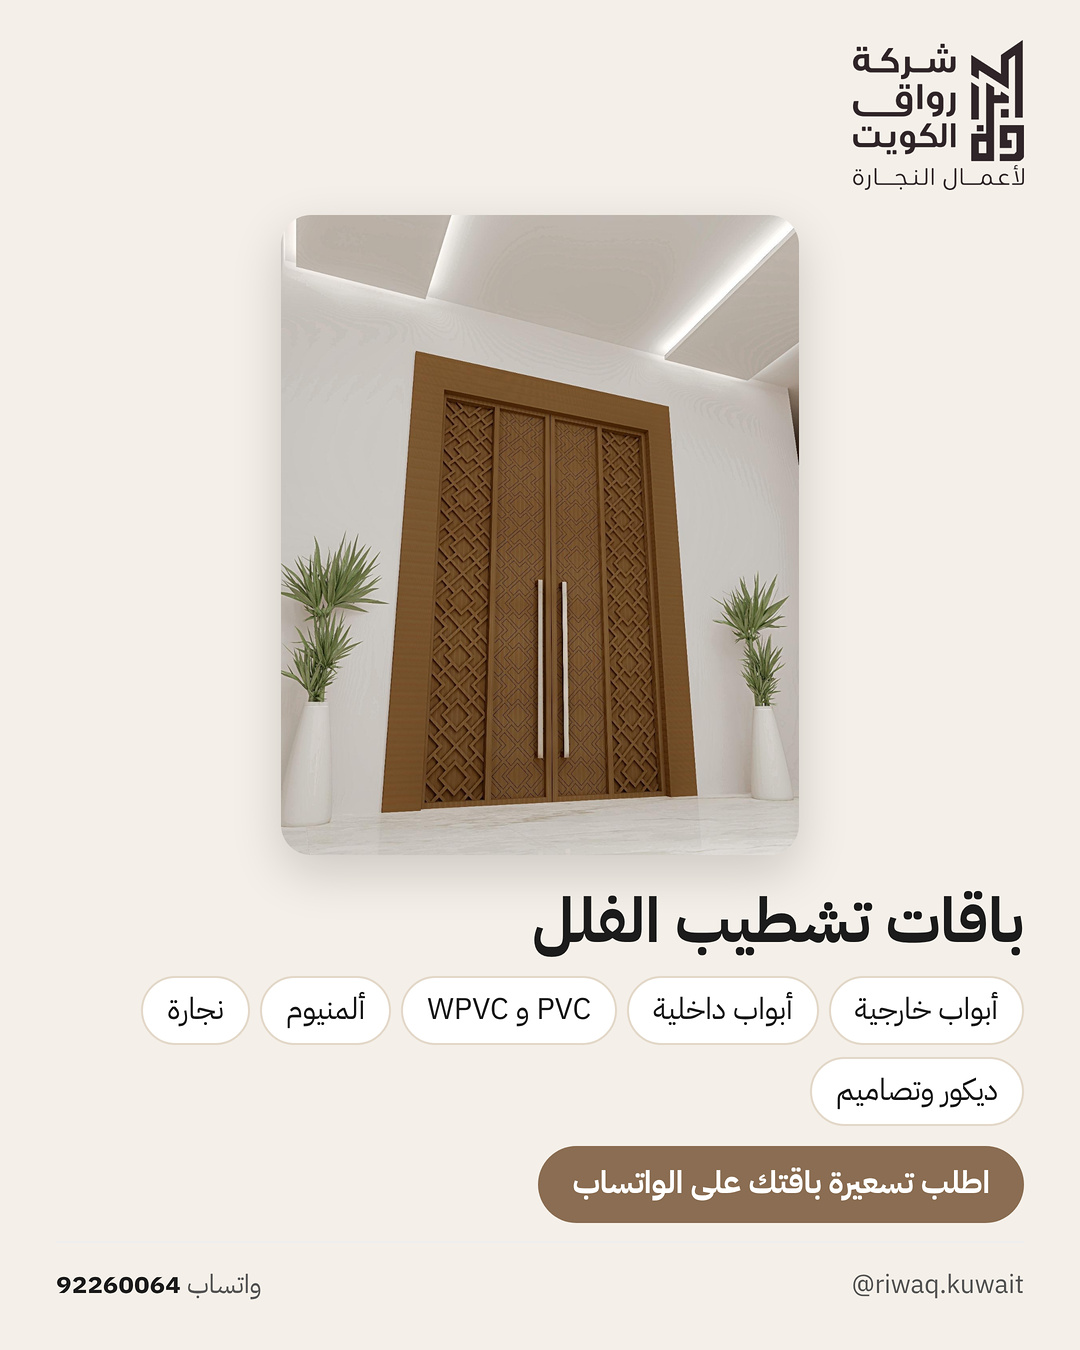 شركة
رواق
الكويت
لأعمال النجارة
باقات تشطيب الفلل
أبواب خارجية
أبواب داخلية
PVC و WPVC
ألمنيوم
نجارة
ديكور وتصاميم
اطلب تسعيرة باقتك على الواتساب
@riwaq.kuwait
واتساب 92260064